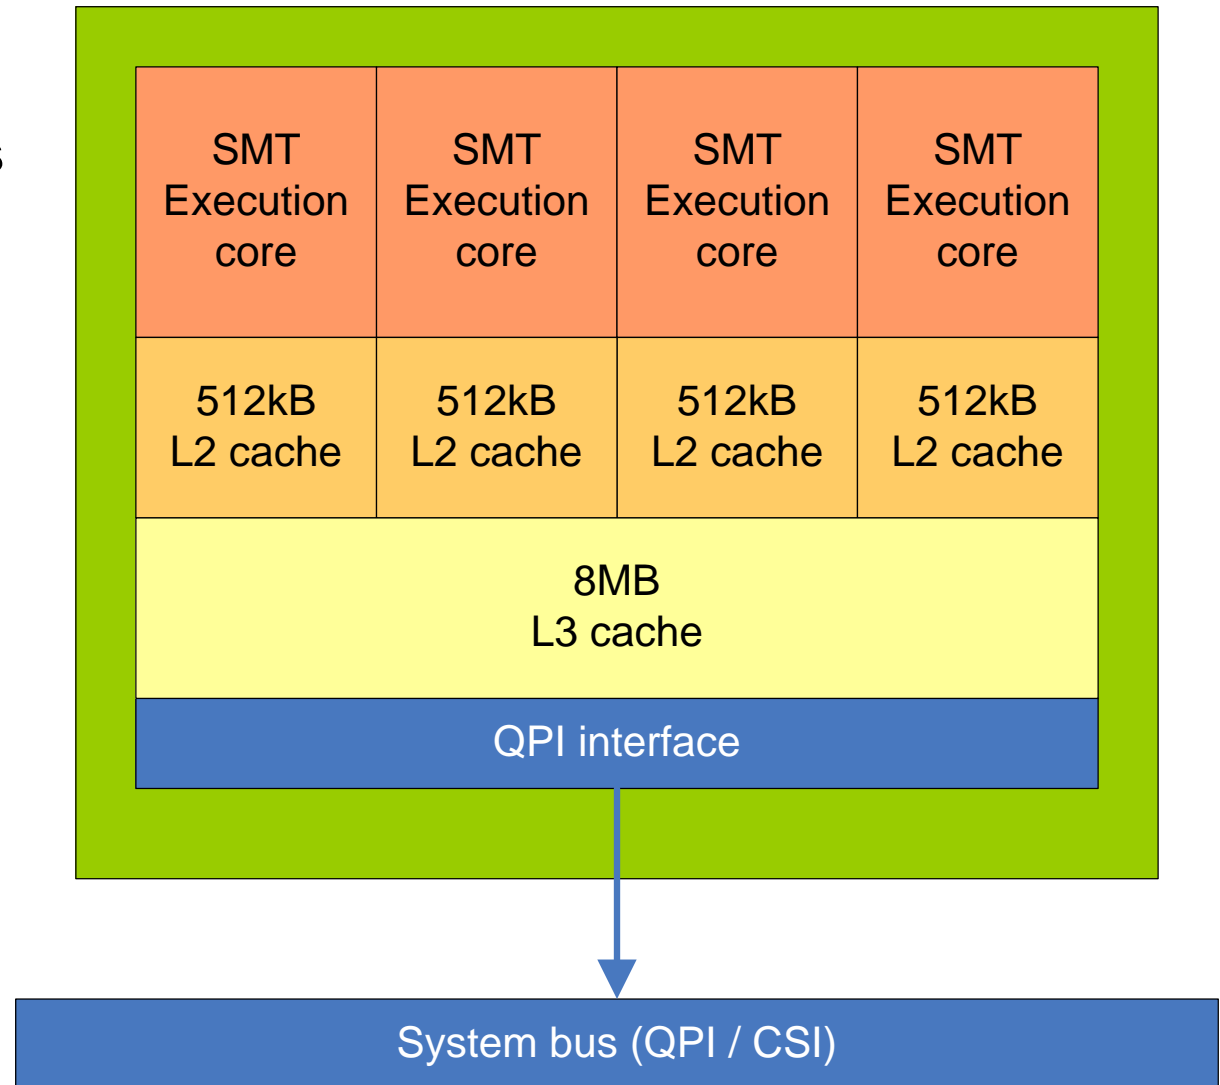 s
SMT
Execution
core
SMT
Execution
core
SMT
Execution
core
SMT
Execution
core
512kB
L2 cache
512kB
L2 cache
512kB
L2 cache
512kB
L2 cache
8MB
L3 cache
QPI interface
System bus (QPI / CSI)